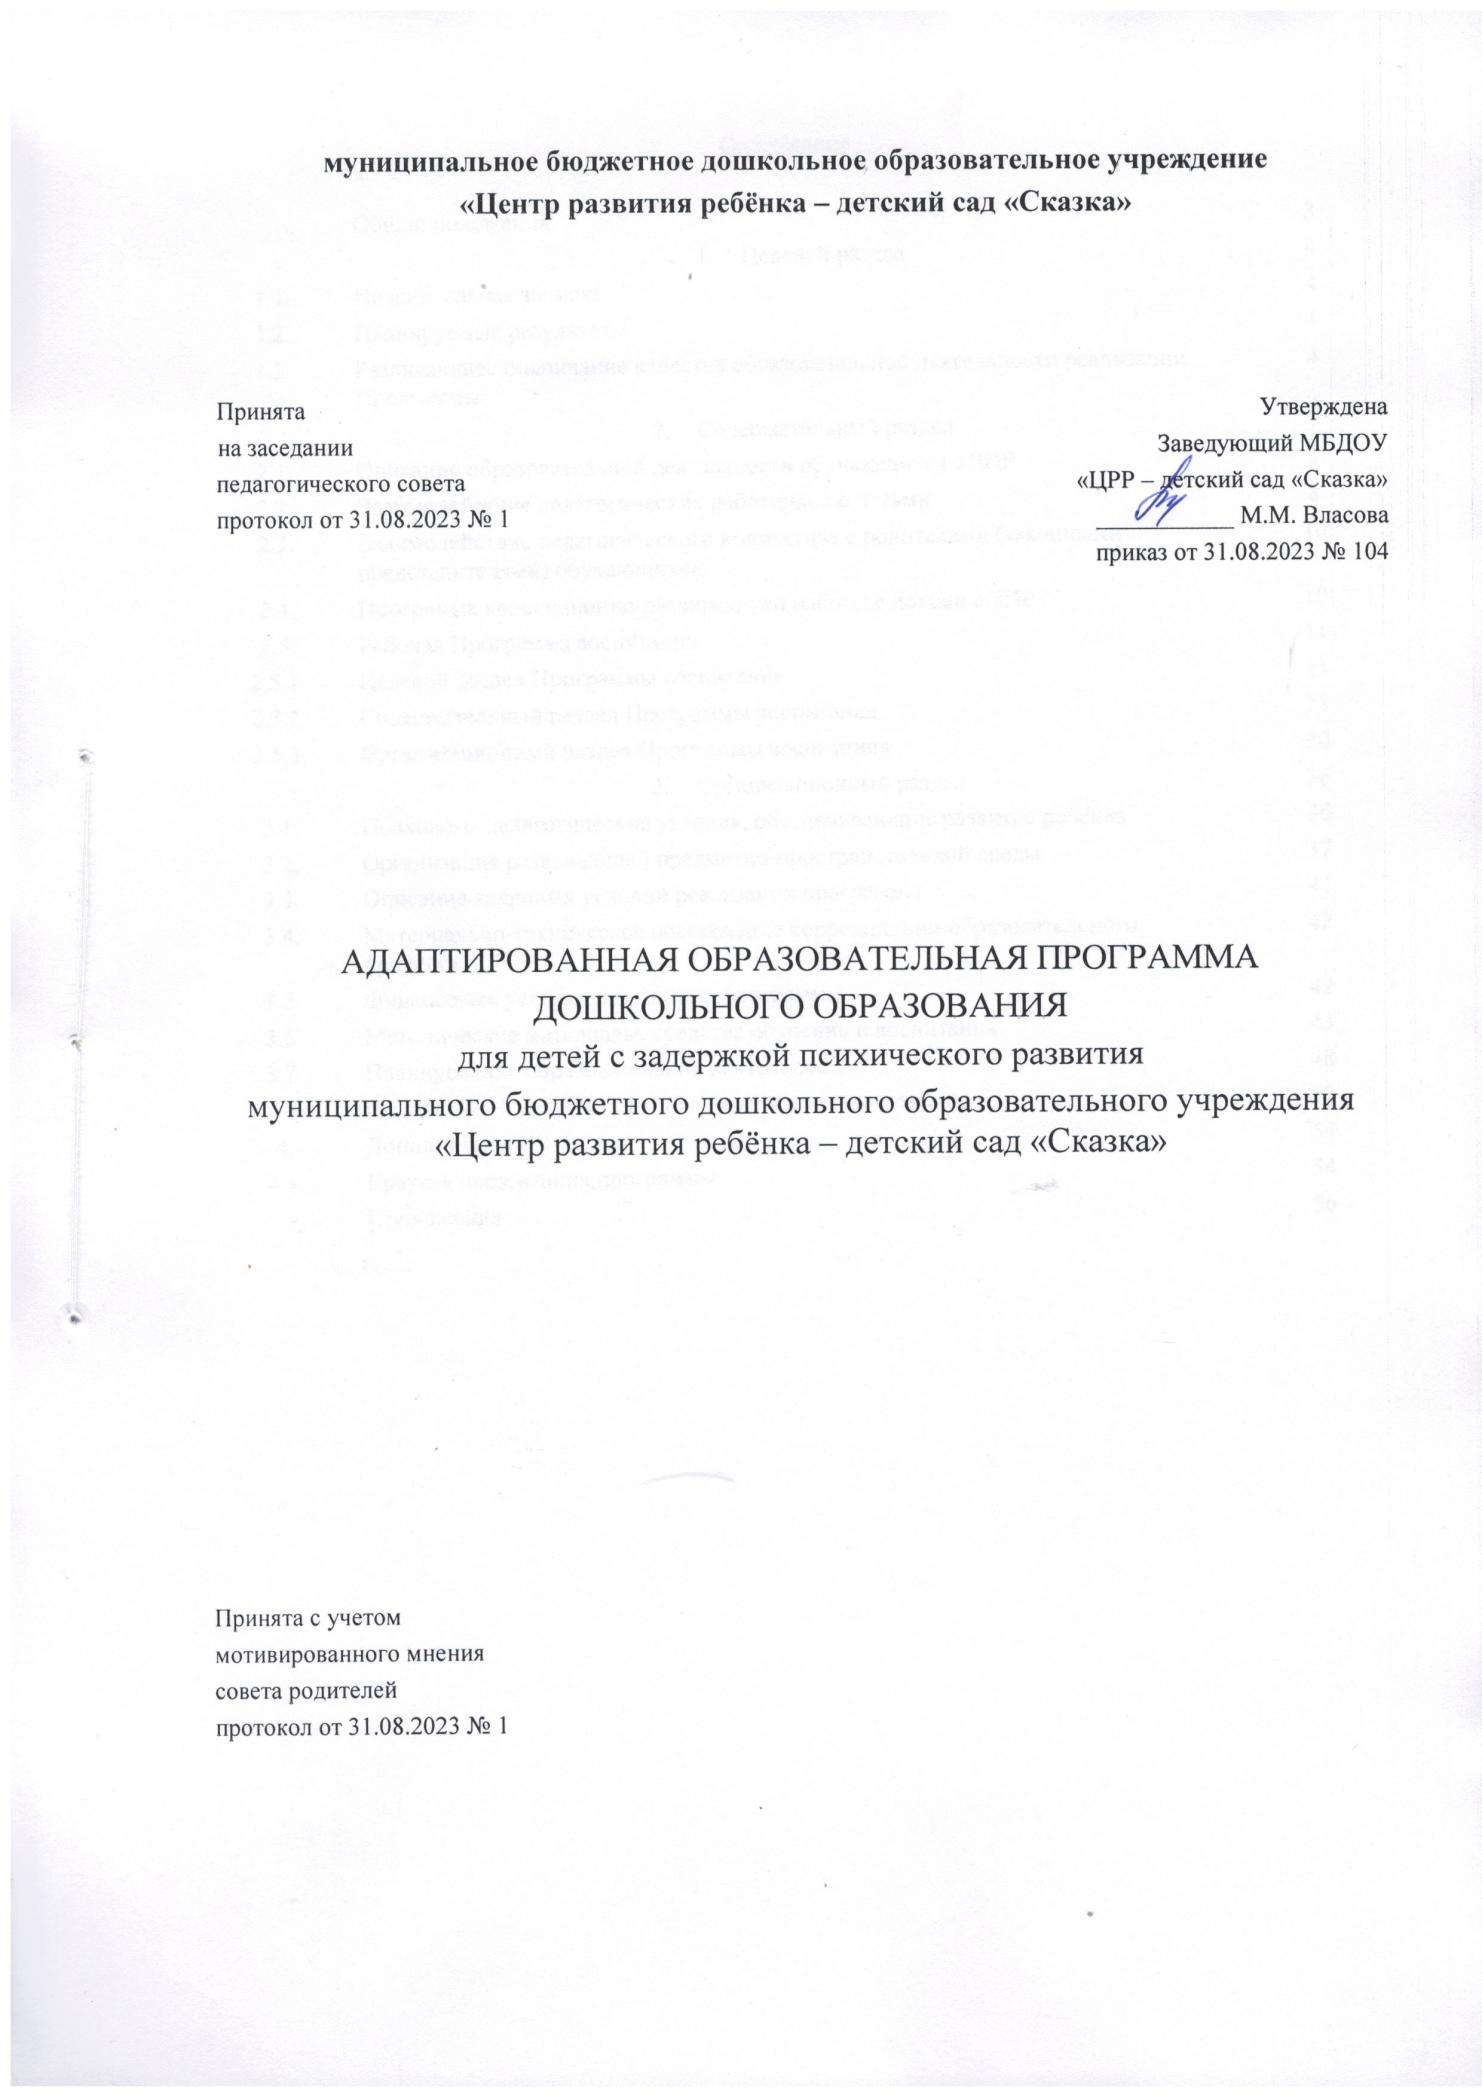 муниципальное бюджетное дошкольное образовательное учреждение
«Центр развития ребёнка – детский сад «Сказка»
Принята
на заседании
педагогического совета
протокол от 31.08.2023 № 1
Утверждена
Заведующий МБДОУ
«ЦРР – детский сад «Сказка»
____________ М.М. Власова
приказ от 31.08.2023 № 104
АДАПТИРОВАННАЯ ОБРАЗОВАТЕЛЬНАЯ ПРОГРАММА
ДОШКОЛЬНОГО ОБРАЗОВАНИЯ
для детей с задержкой психического развития
муниципального бюджетного дошкольного образовательного учреждения
«Центр развития ребёнка – детский сад «Сказка»
Принята с учетом
мотивированного мнения
совета родителей
протокол от 31.08.2023 № 1